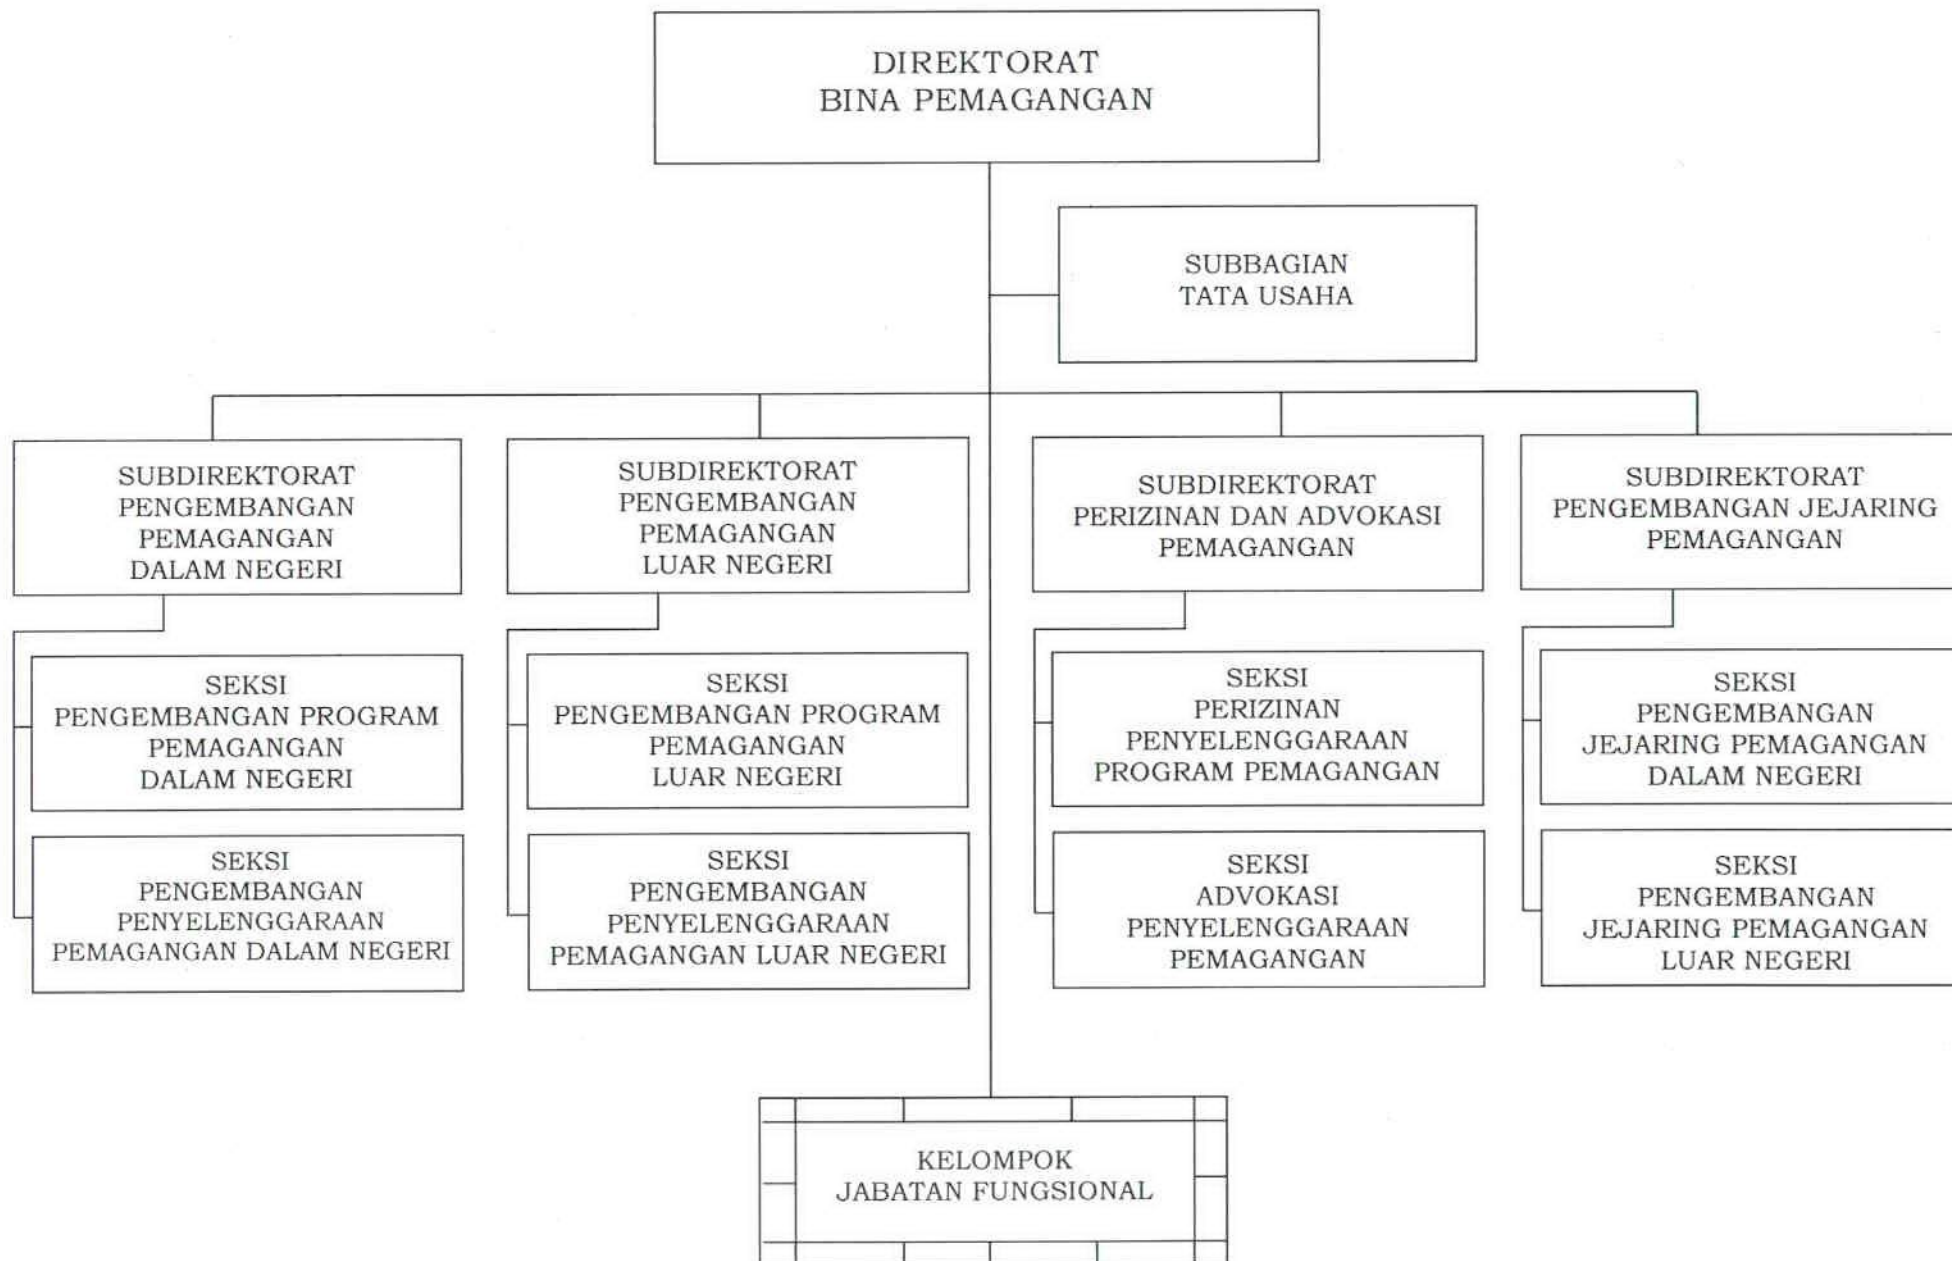 DIREKTORAT
BINA PEMAGANGAN
SUBBAGIAN
TATA USAHA
SUBDIREKTORAT
PENGEMBANGAN
PEMAGANGAN
DALAM NEGERI
SUBDIREKTORAT
PENGEMBANGAN
PEMAGANGAN
LUAR NEGERI
SUBDIREKTORAT
PERIZINAN DAN ADVOKASI
PEMAGANGAN
SUBDIREKTORAT
PENGEMBANGAN JEJARING
PEMAGANGAN
SEKSI
PENGEMBANGAN PROGRAM
PEMAGANGAN
DALAM NEGERI
SEKSI
PENGEMBANGAN PROGRAM
PEMAGANGAN
LUAR NEGERI
SEKSI
PERIZINAN
PENYELENGGARAAN
PROGRAM PEMAGANGAN
SEKSI
PENGEMBANGAN
JEJARING PEMAGANGAN
DALAM NEGERI
SEKSI
PENGEMBANGAN
PENYELENGGARAAN
PEMAGANGAN DALAM NEGERI
SEKSI
PENGEMBANGAN
PENYELENGGARAAN
PEMAGANGAN LUAR NEGERI
SEKSI
ADVOKASI
PENYELENGGARAAN
PEMAGANGAN
SEKSI
PENGEMBANGAN
JEJARING PEMAGANGAN
LUAR NEGERI
KELOMPOK
JABATAN FUNGSIONAL